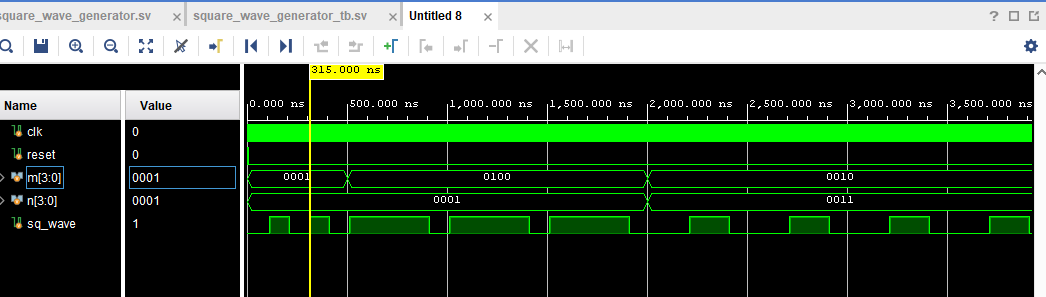 square_wave_generator.sv × square_wave_generator_tb.sv × Untitled 8 ×
315.000 ns
Name Value
0.000 ns 500.000 ns 1,000.000 ns 1,500.000 ns 2,000.000 ns 2,500.000 ns 3,000.000 ns 3,500.000 ns
clk 0
reset 0
m[3:0] 0001 0001 0100 0010
n[3:0] 0001 0001 0011
sq_wave 1